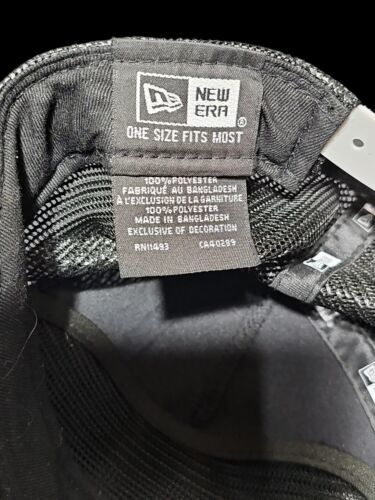 NEW
ERA®
ONE SIZE FITS MOST
100% POLYESTER
FABRIQUÉ AU BANGLADESH
À L'EXCLUSION DE LA GARNITURE
100% POLYESTER
MADE IN BANGLADESH
EXCLUSIVE OF DECORATION
RN11493 CA40289